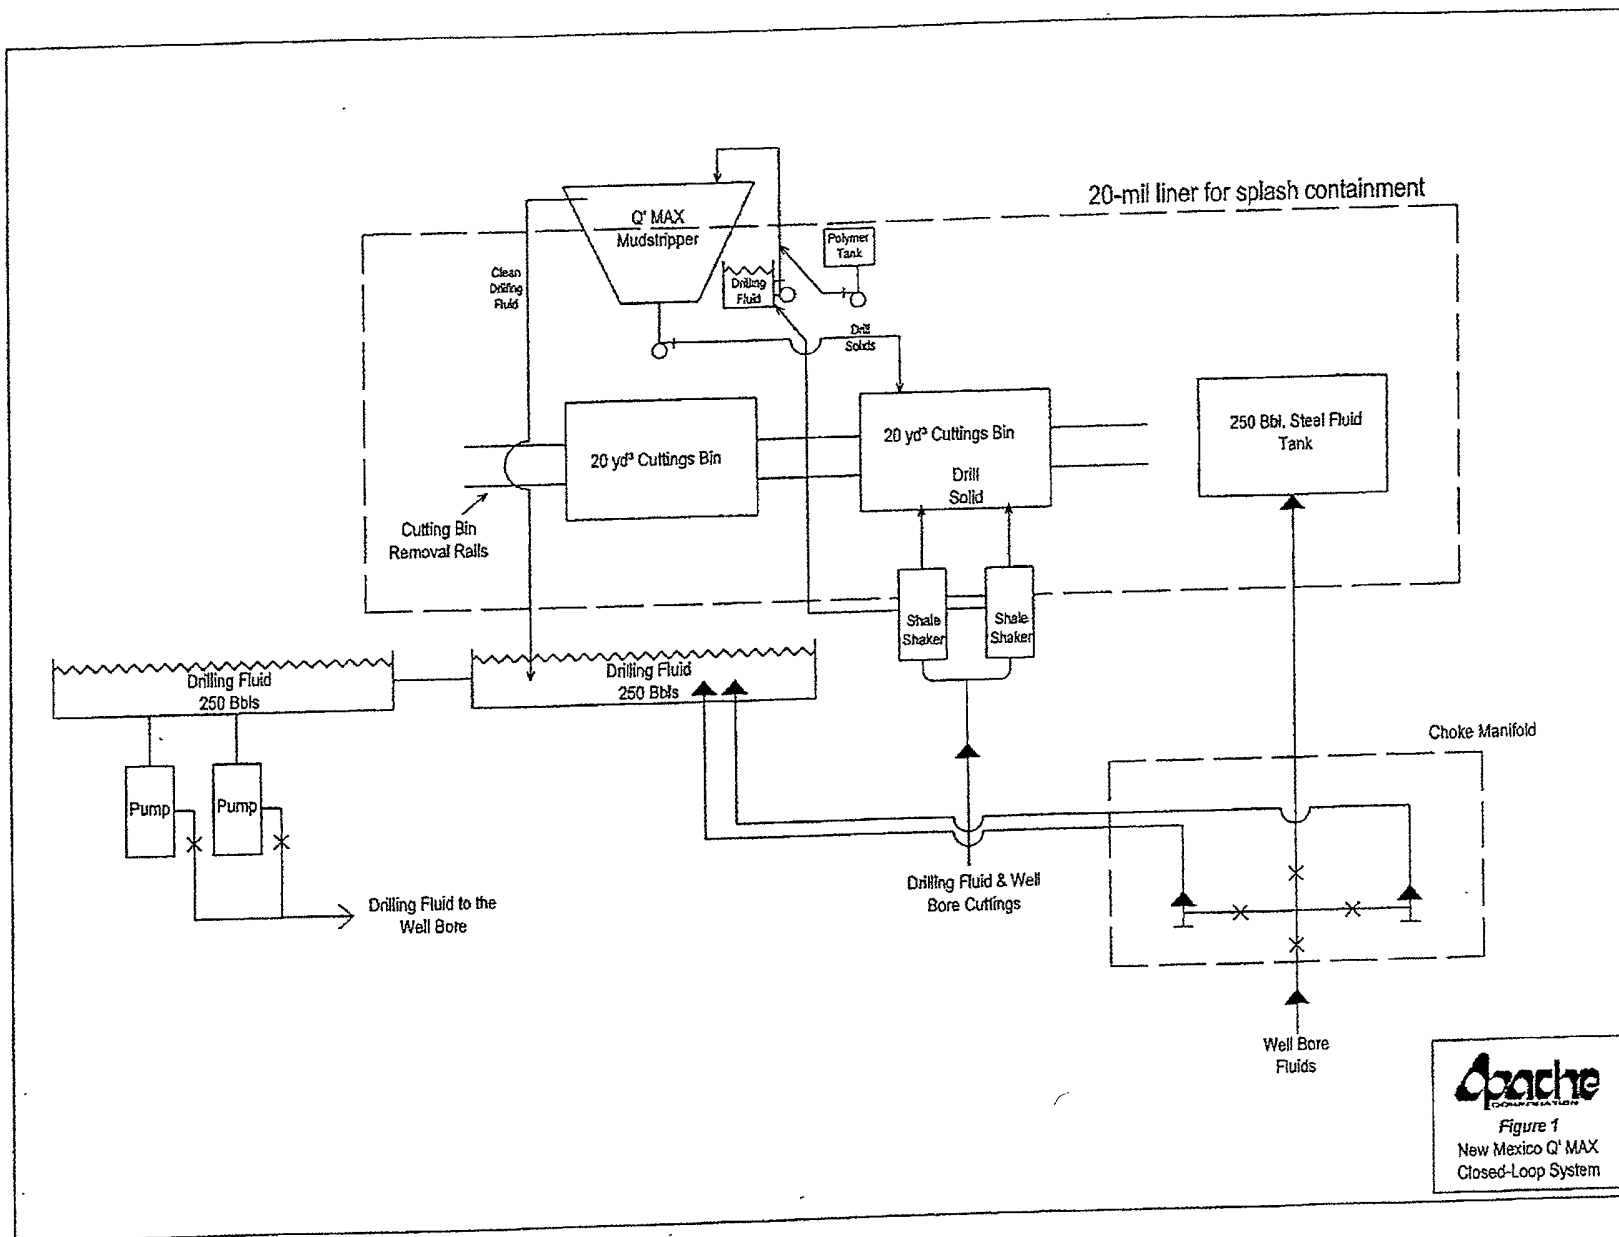 20-mil liner for splash containment
Q' MAX
Mudstripper
Polymer
Tank
Clean
Drilling
Fluid
Drilling
Fluid
Drill
Solids
20 yd³ Cuttings Bin
20 yd³ Cuttings Bin
Drill
Solid
250 Bbl. Steel Fluid
Tank
Cutting Bin
Removal Rails
Shale
Shaker
Shale
Shaker
Drilling Fluid
250 Bbls
Drilling Fluid
250 Bbls
Choke Manifold
Pump
Pump
Drilling Fluid & Well
Bore Cuttings
Drilling Fluid to the
Well Bore
Well Bore
Fluids
Apache
CORPORATION
Figure 1
New Mexico Q' MAX
Closed-Loop System